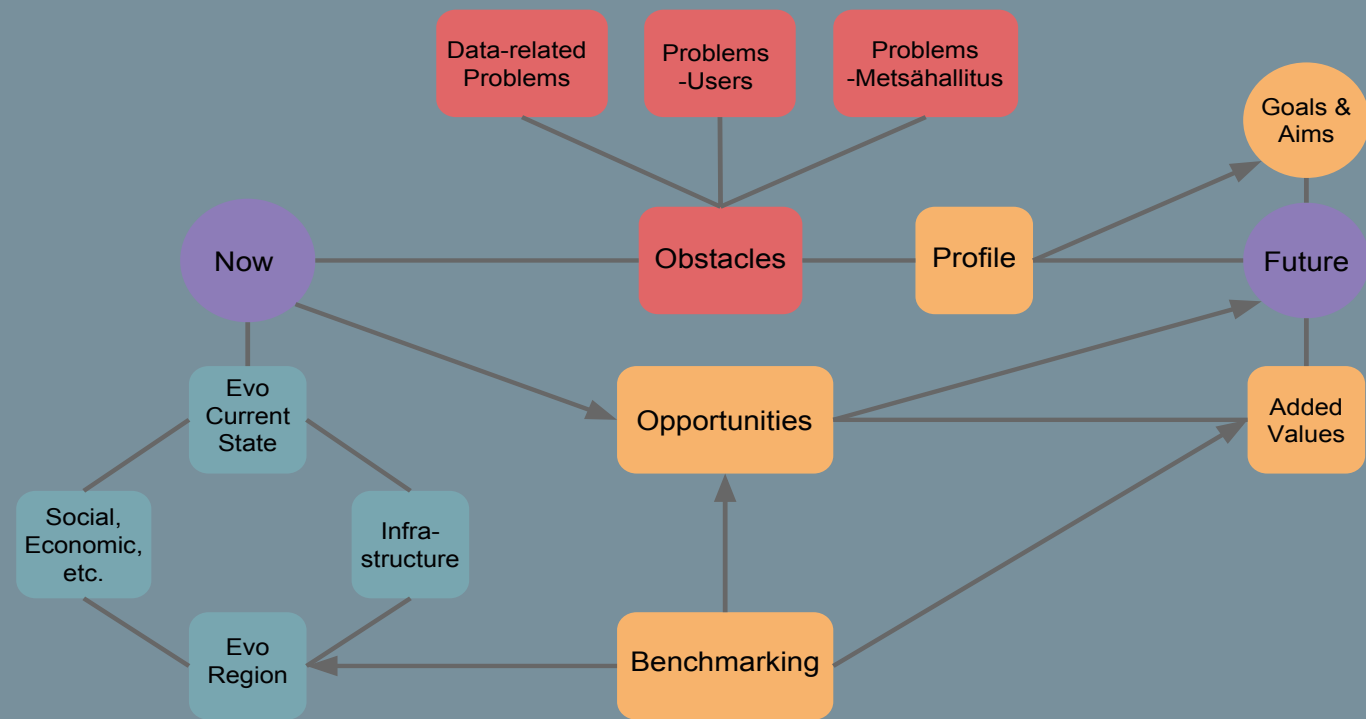 Data-related
Problems
Problems
-Users
Problems
-Metsähallitus
Goals &
Aims
Now
Obstacles
Profile
Future
Evo
Current
State
Opportunities
Added
Values
Social,
Economic,
etc.
Infra-
structure
Evo
Region
Benchmarking